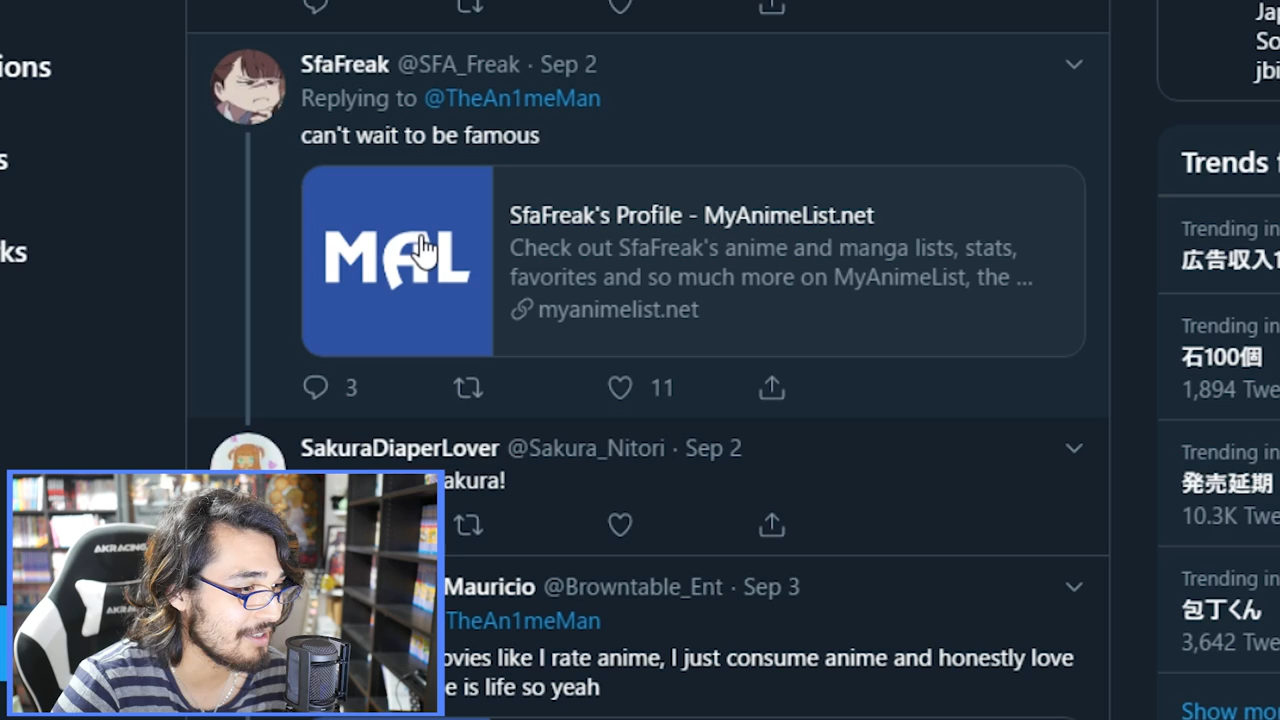 ions
s
ks
SfaFreak @SFA_Freak · Sep 2
Replying to @TheAn1meMan
can't wait to be famous
MAL
SfaFreak's Profile - MyAnimeList.net
Check out SfaFreak's anime and manga lists, stats,
favorites and so much more on MyAnimeList, the ...
myanimelist.net
3
11
SakuraDiaperLover @Sakura_Nitori · Sep 2
akura!
Mauricio @Browntable_Ent · Sep 3
TheAn1meMan
ovies like I rate anime, I just consume anime and honestly love
e is life so yeah
AKRACING
AKRA
Jap
So
jbi
Trends f
Trending in
広告収入1
Trending in
石100個
1,894 Twe
Trending in
発売延期
10.3K Twe
Trending in
包丁くん
3,642 Twe
Show mo